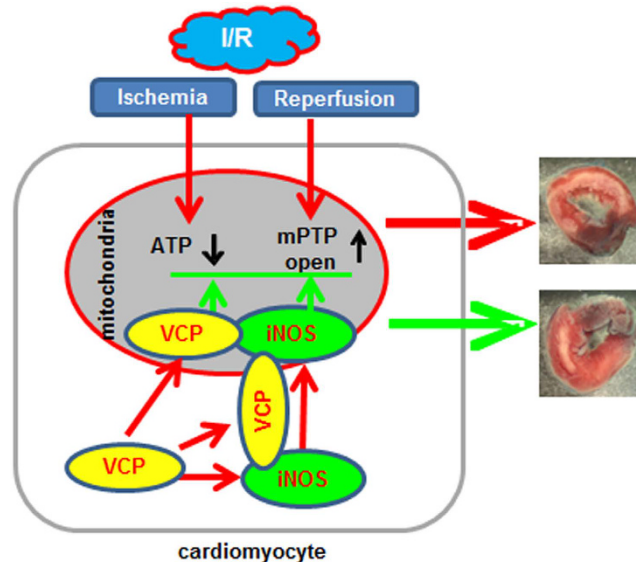 I/R
Ischemia
Reperfusion
mitochondria
ATP
mPTP
open
VCP
iNOS
VCP
VCP
iNOS
cardiomyocyte